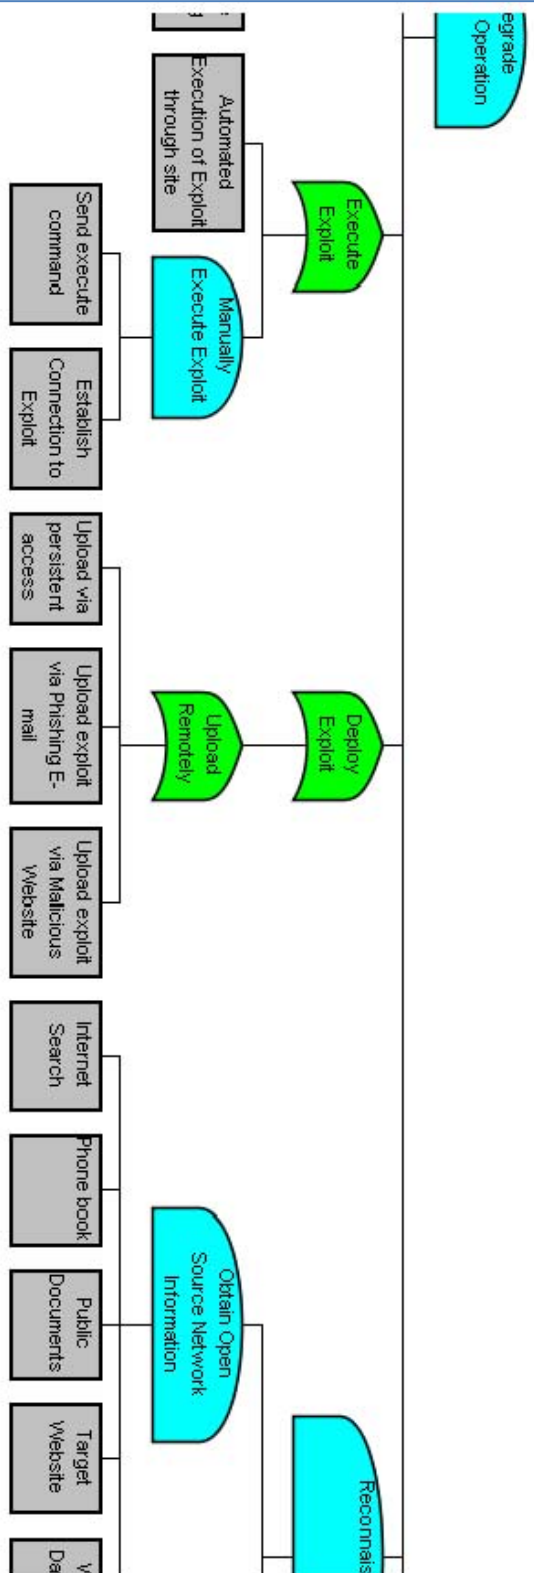 egrade
Operation
Execute
Exploit
Automated
Execution of Exploit
through site
Manually
Execute Exploit
Send execute
command
Establish
Connection to
Exploit
Deploy
Exploit
Upload
Remotely
Upload via
persistent
access
Upload exploit
via Phishing E-
mail
Upload exploit
via Malicious
Website
Reconnais
Obtain Open
Source Network
Information
Internet
Search
Phone book
Public
Documents
Target
Website
Da